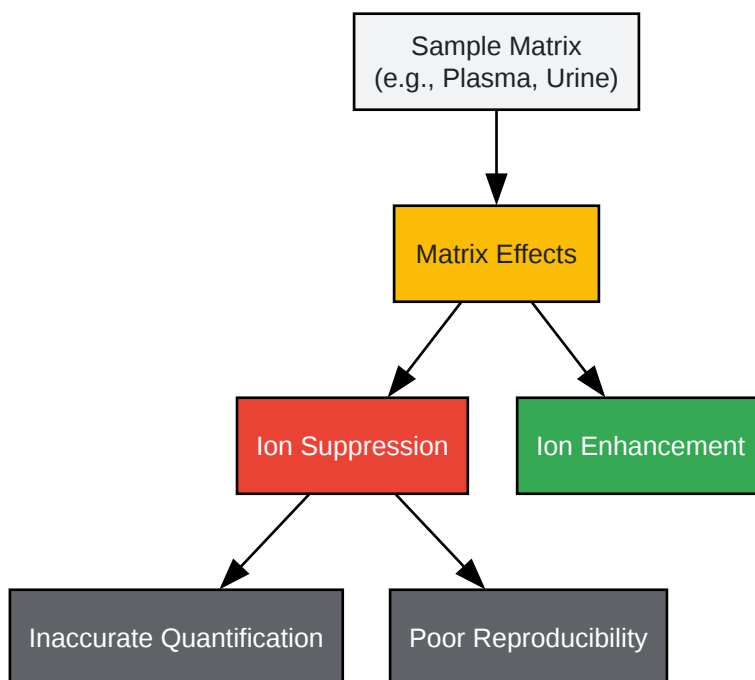 Sample Matrix
(e.g., Plasma, Urine)
Matrix Effects
Ion Suppression
Ion Enhancement
Inaccurate Quantification
Poor Reproducibility